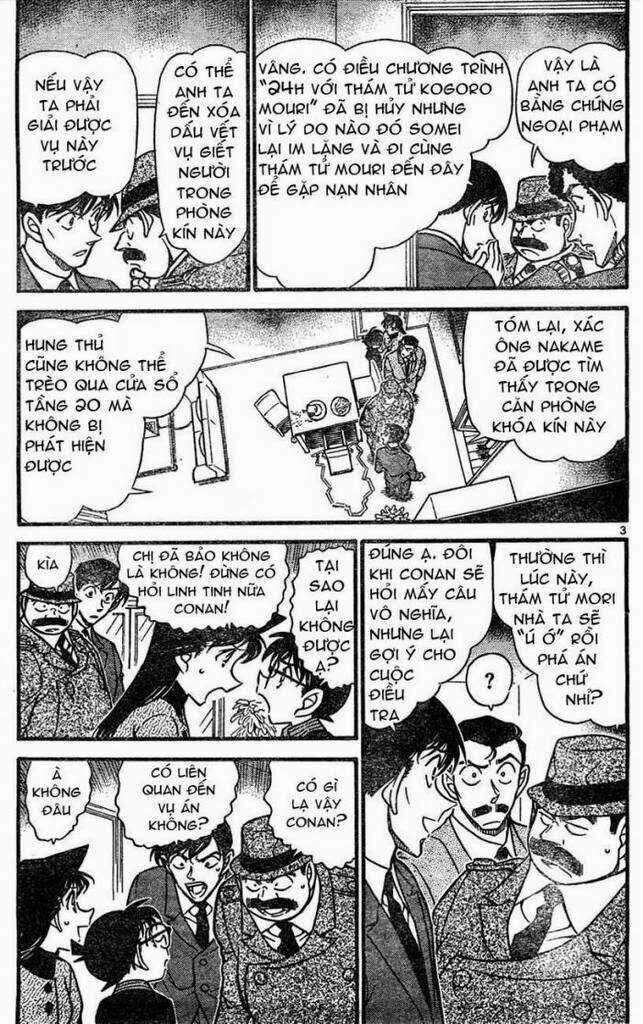 VẬY LÀ
ANH TA CÓ
BẰNG CHỨNG
NGOẠI PHẠM
VÂNG. CÓ ĐIỀU CHƯƠNG TRÌNH
"24H VỚI THÁM TỬ KOGORO
MOURI" ĐÃ BỊ HỦY NHƯNG
VÌ LÝ DO NÀO ĐÓ SOMEI
LẠI IM LẶNG VÀ ĐI CÙNG
THÁM TỬ MOURI ĐẾN ĐÂY
ĐỂ GẶP NẠN NHÂN
CÓ THỂ
ANH TA
ĐẾN XÓA
DẤU VẾT
VỤ GIẾT
NGƯỜI
TRONG
PHÒNG
KÍN NÀY
NẾU VẬY
TA PHẢI
GIẢI ĐƯỢC
VỤ NÀY
TRƯỚC
TÓM LẠI, XÁC
ÔNG NAKAME
ĐÃ ĐƯỢC TÌM
THẤY TRONG
CĂN PHÒNG
KHÓA KÍN NÀY
HUNG THỦ
CŨNG KHÔNG THỂ
TRÈO QUA CỬA SỔ
TẦNG 20 MÀ
KHÔNG BỊ
PHÁT HIỆN
ĐƯỢC
3
THƯỜNG THÌ
LÚC NÀY,
THÁM TỬ MORI
NHÀ TA SẼ
"Ú Ớ" RỒI
PHÁ ÁN
CHỨ
NHỈ?
?
ĐÚNG Ạ. ĐÔI
KHI CONAN SẼ
HỎI MẤY CÂU
VÔ NGHĨA,
NHƯNG LẠI
GỢI Ý CHO
CUỘC
ĐIỀU
TRA
TẠI
SAO
LẠI
KHÔNG
ĐƯỢC
Ạ?
CHỊ ĐÃ BẢO KHÔNG
LÀ KHÔNG! ĐỪNG CÓ
HỎI LINH TINH NỮA
CONAN!
KÌA
CÓ GÌ
LẠ VẬY
CONAN?
CÓ LIÊN
QUAN ĐẾN
VỤ ÁN
KHÔNG?
À
KHÔNG
ĐÂU